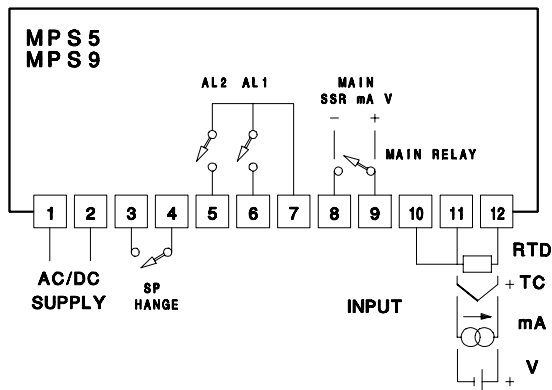 MPS5
MPS9
AL2 AL1
MAIN
SSR mA V
- +
MAIN RELAY
1 2 3 4 5 6 7 8 9 10 11 12
AC/DC
SUPPLY
SP
HANGE
INPUT
RTD
+ TC
mA
V
+